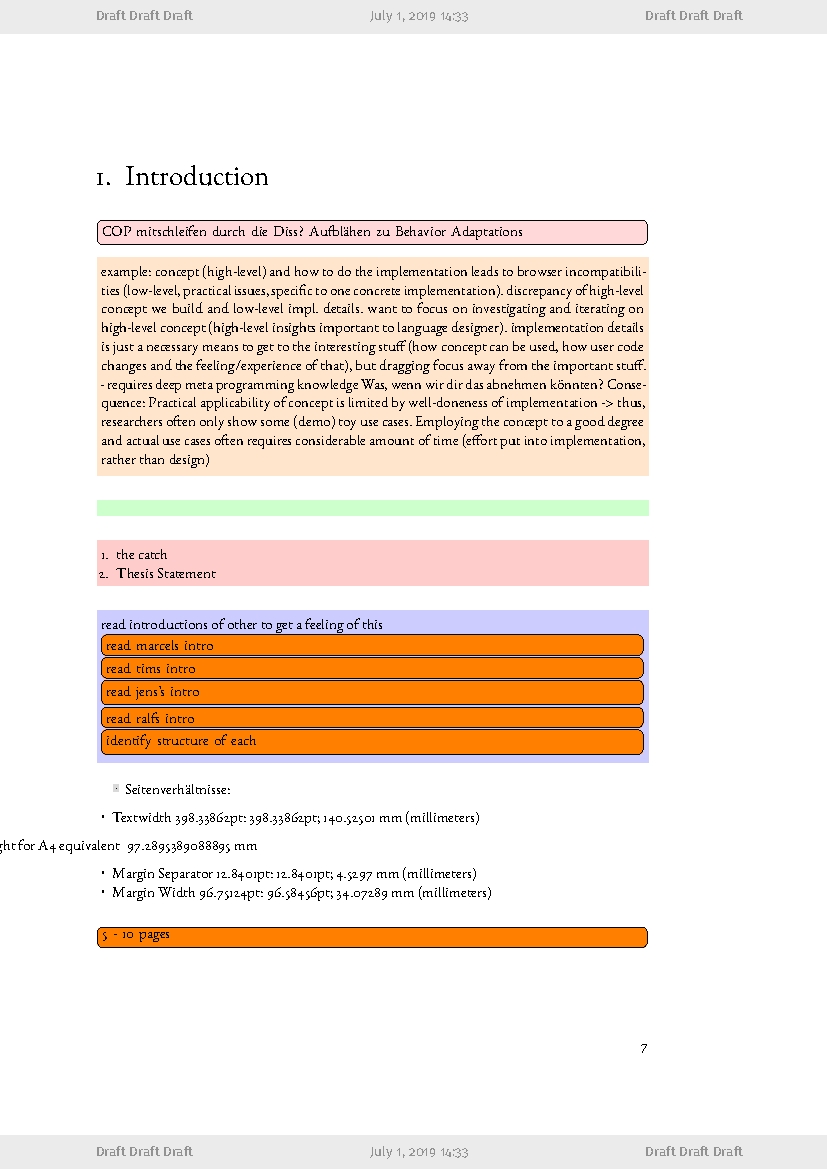 Draft Draft Draft July 1, 2019 14:33 Draft Draft Draft
1. Introduction
COP mitschleifen durch die Diss? Aufblähen zu Behavior Adaptations
example: concept (high-level) and how to do the implementation leads to browser incompatibili-
ties (low-level, practical issues, specific to one concrete implementation). discrepancy of high-level
concept we build and low-level impl. details. want to focus on investigating and iterating on
high-level concept (high-level insights important to language designer). implementation details
is just a necessary means to get to the interesting stuff (how concept can be used, how user code
changes and the feeling/experience of that), but dragging focus away from the important stuff.
- requires deep meta programming knowledge Was, wenn wir dir das abnehmen könnten? Conse-
quence: Practical applicability of concept is limited by well-doneness of implementation -> thus,
researchers often only show some (demo) toy use cases. Employing the concept to a good degree
and actual use cases often requires considerable amount of time (effort put into implementation,
rather than design)
1. the catch
2. Thesis Statement
read introductions of other to get a feeling of this
read marcels intro
read tims intro
read jens's intro
read ralfs intro
identify structure of each
Seitenverhältnisse:
• Textwidth 398.33862pt: 398.33862pt; 140.52501 mm (millimeters)
ght for A4 equivalent 97.2895389088895 mm
• Margin Separator 12.8401pt: 12.8401pt; 4.5297 mm (millimeters)
• Margin Width 96.75124pt: 96.58456pt; 34.07289 mm (millimeters)
5 - 10 pages
7
Draft Draft Draft July 1, 2019 14:33 Draft Draft Draft